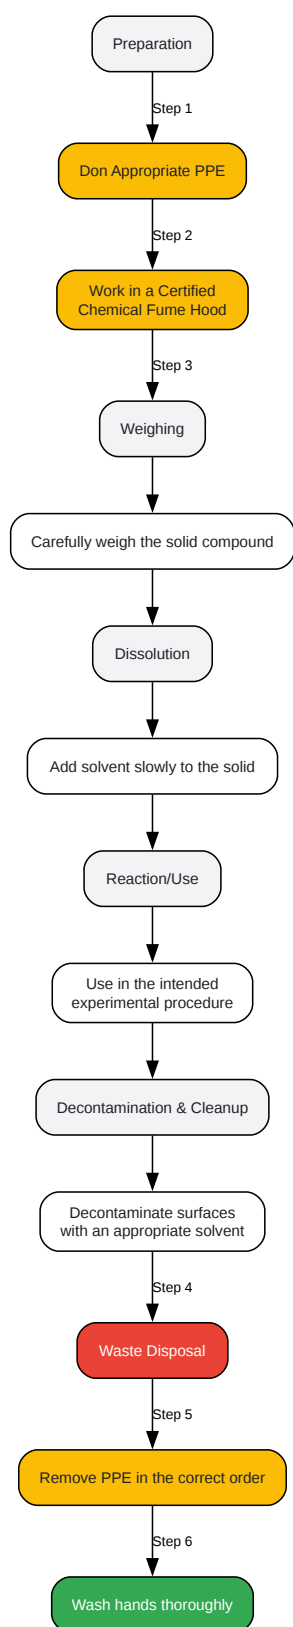 Preparation
Step 1
Don Appropriate PPE
Step 2
Work in a Certified
Chemical Fume Hood
Step 3
Weighing
Carefully weigh the solid compound
Dissolution
Add solvent slowly to the solid
Reaction/Use
Use in the intended
experimental procedure
Decontamination & Cleanup
Decontaminate surfaces
with an appropriate solvent
Step 4
Waste Disposal
Step 5
Remove PPE in the correct order
Step 6
Wash hands thoroughly